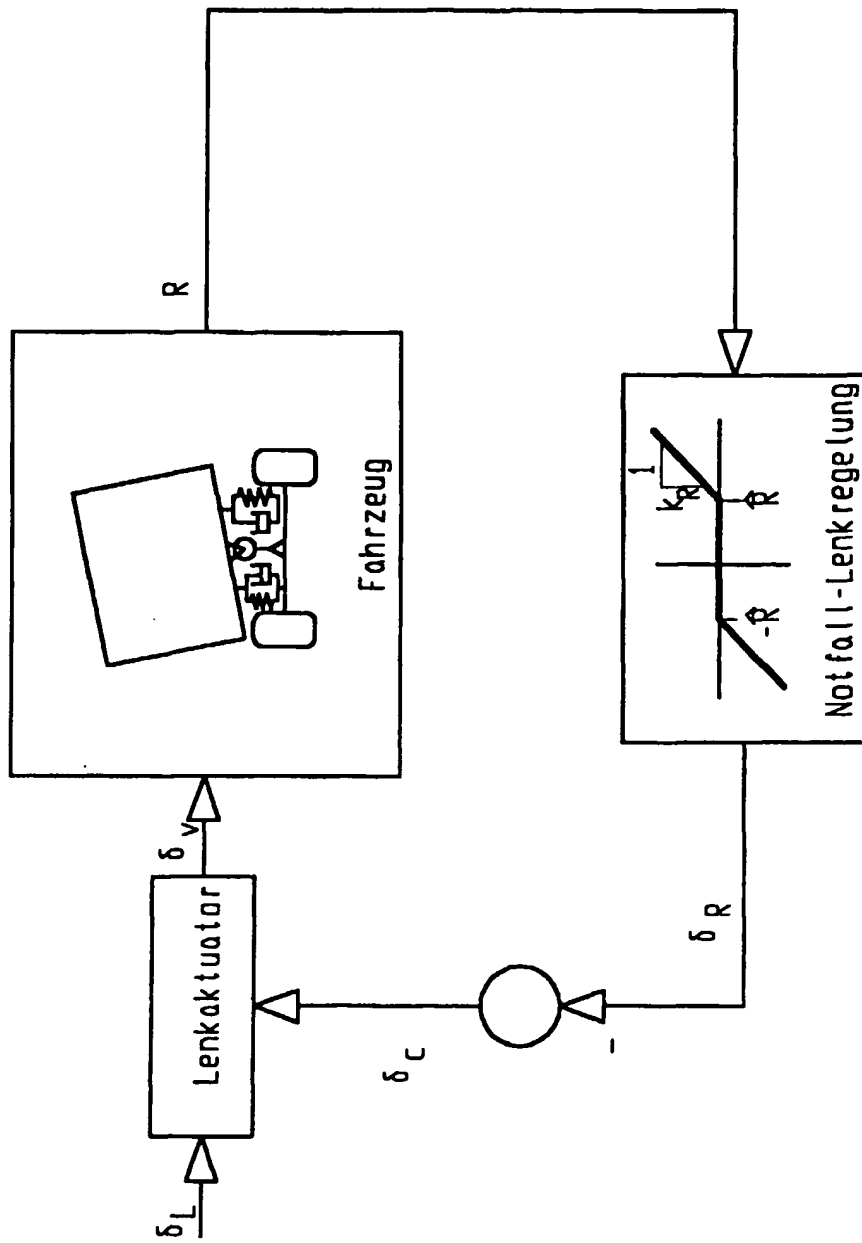 R
Fahrzeug
δ_V
Lenkaktuator
δ_L
δ_C
-
δ_R
1
k_R
R̂
-R̂
Notfall-Lenkregelung